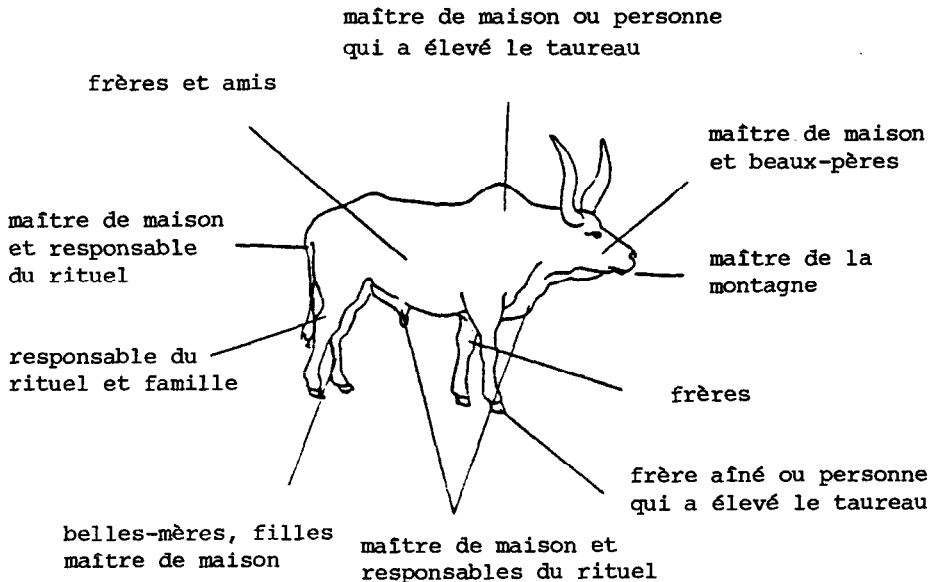 maître de maison ou personne
qui a élevé le taureau
frères et amis
maître de maison
et beaux-pères
maître de maison
et responsable
du rituel
maître de la
montagne
responsable du
rituel et famille
frères
frère aîné ou personne
qui a élevé le taureau
belles-mères, filles
maître de maison
maître de maison et
responsables du rituel